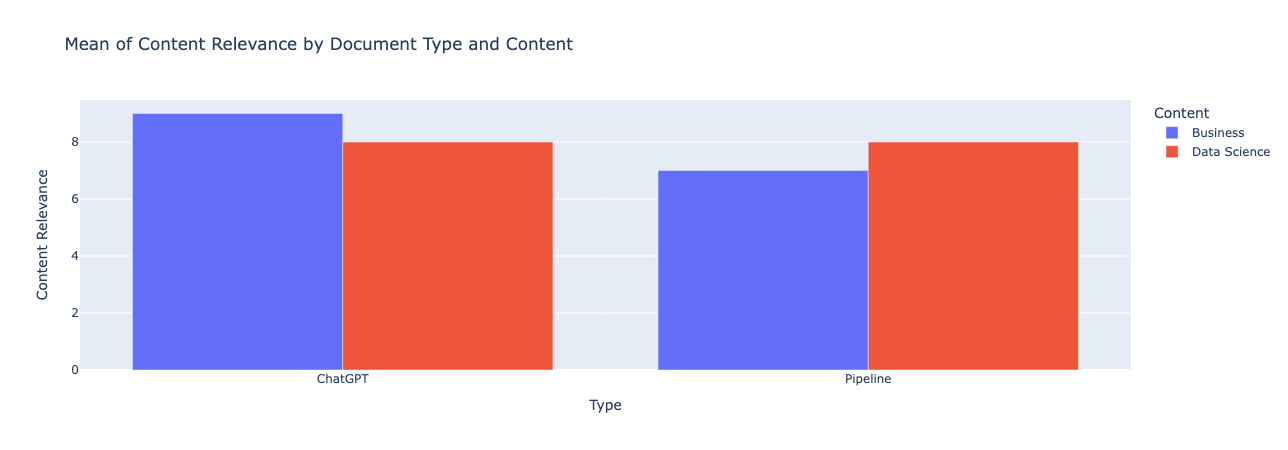 Mean of Content Relevance by Document Type and Content
Content
Business
Data Science
Content Relevance
8
6
4
2
0
ChatGPT
Pipeline
Type